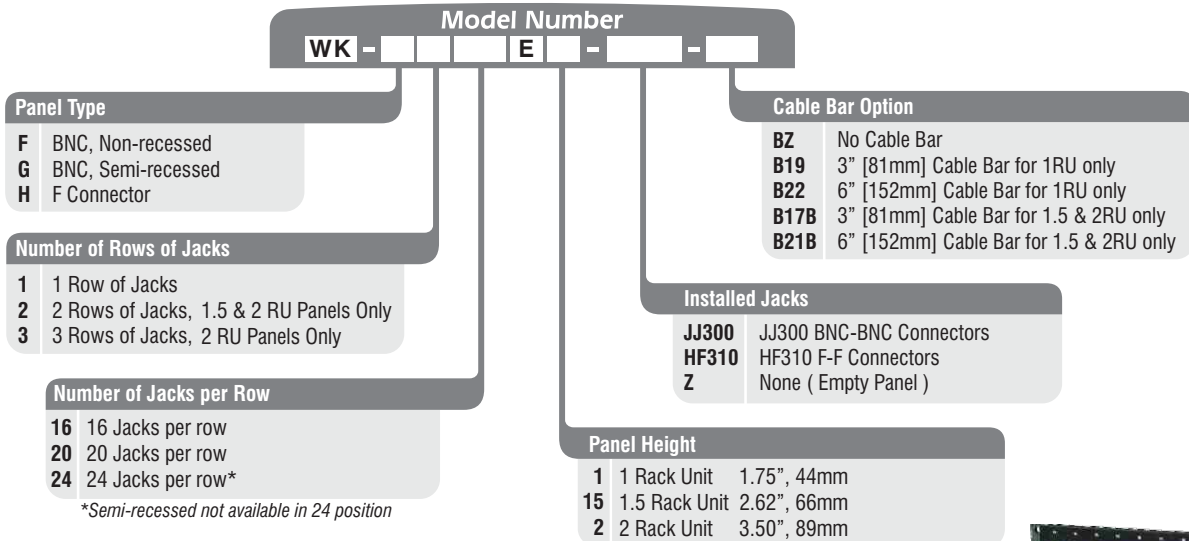 Model Number
WK - E - -
Panel Type
F BNC, Non-recessed
G BNC, Semi-recessed
H F Connector
Number of Rows of Jacks
1 1 Row of Jacks
2 2 Rows of Jacks, 1.5 & 2 RU Panels Only
3 3 Rows of Jacks, 2 RU Panels Only
Number of Jacks per Row
16 16 Jacks per row
20 20 Jacks per row
24 24 Jacks per row*
*Semi-recessed not available in 24 position
Cable Bar Option
BZ No Cable Bar
B19 3” [81mm] Cable Bar for 1RU only
B22 6” [152mm] Cable Bar for 1RU only
B17B 3” [81mm] Cable Bar for 1.5 & 2RU only
B21B 6” [152mm] Cable Bar for 1.5 & 2RU only
Installed Jacks
JJ300 JJ300 BNC-BNC Connectors
HF310 HF310 F-F Connectors
Z None ( Empty Panel )
Panel Height
1 1 Rack Unit 1.75”, 44mm
15 1.5 Rack Unit 2.62”, 66mm
2 2 Rack Unit 3.50”, 89mm